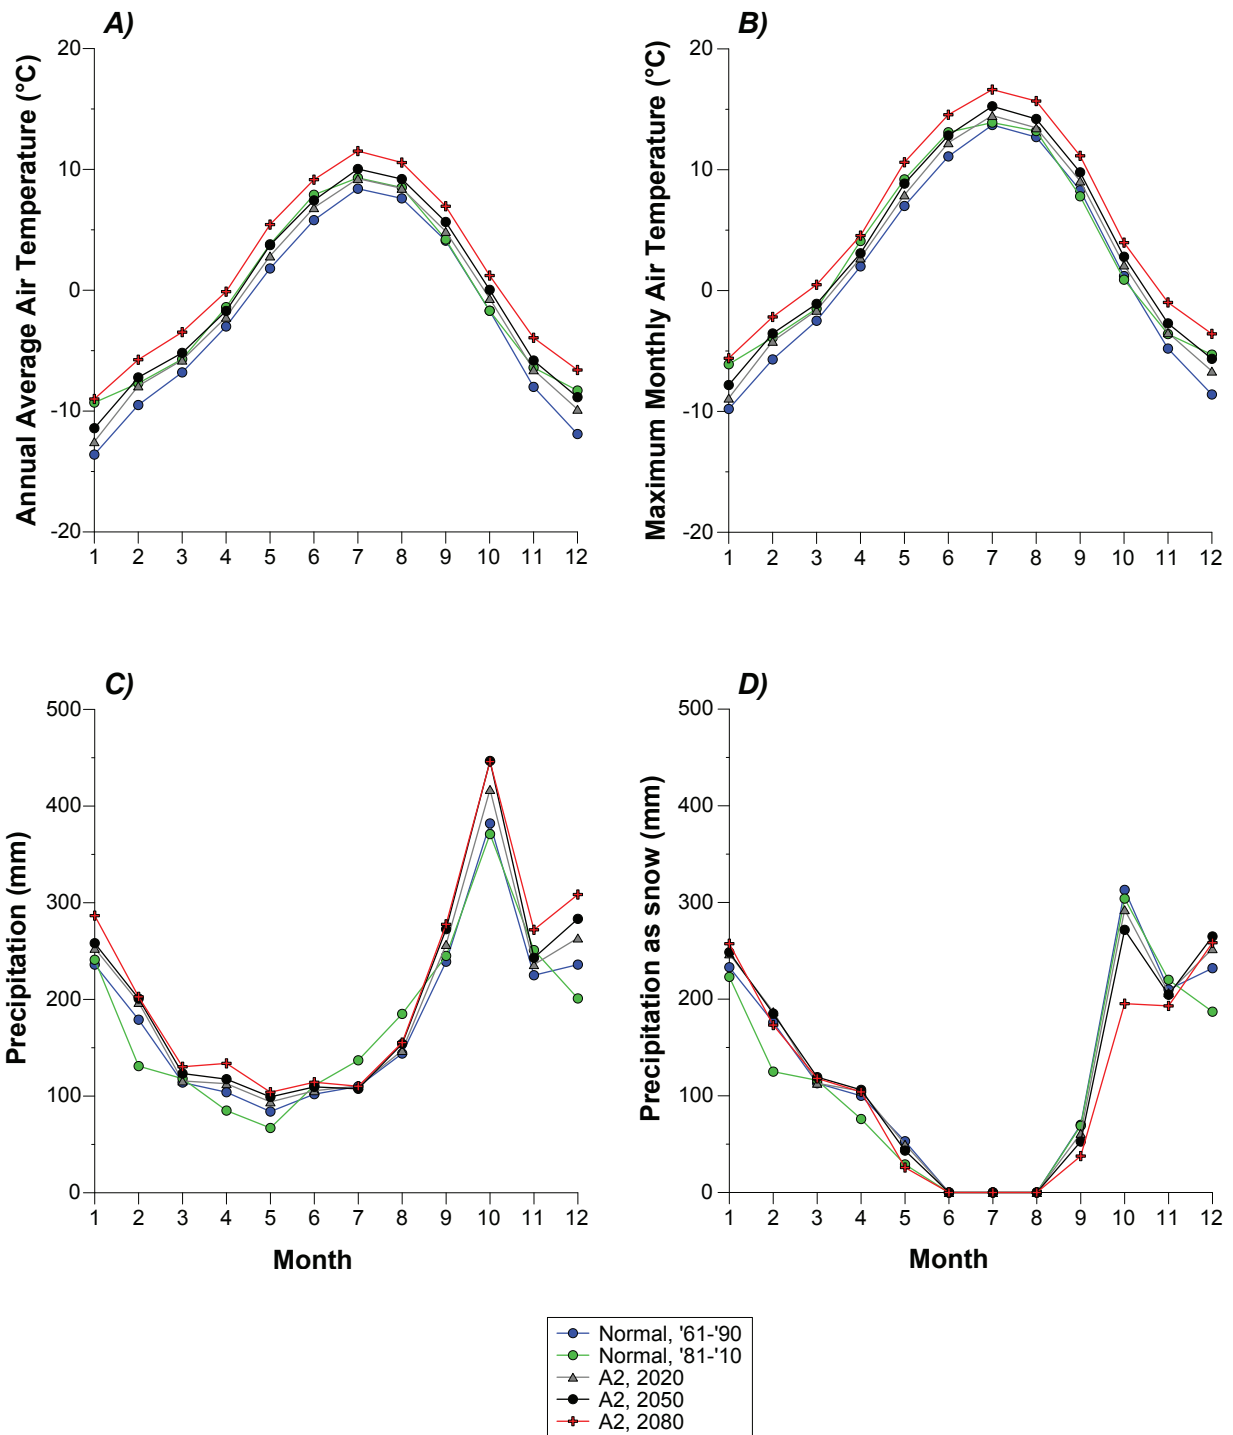 A)
B)
Annual Average Air Temperature (°C)
20
10
0
-10
-20
1 2 3 4 5 6 7 8 9 10 11 12
Maximum Monthly Air Temperature (°C)
20
10
0
-10
-20
1 2 3 4 5 6 7 8 9 10 11 12
C)
D)
Precipitation (mm)
500
400
300
200
100
0
1 2 3 4 5 6 7 8 9 10 11 12
Month
Precipitation as snow (mm)
500
400
300
200
100
0
1 2 3 4 5 6 7 8 9 10 11 12
Month
Normal, '61-'90
Normal, '81-'10
A2, 2020
A2, 2050
A2, 2080